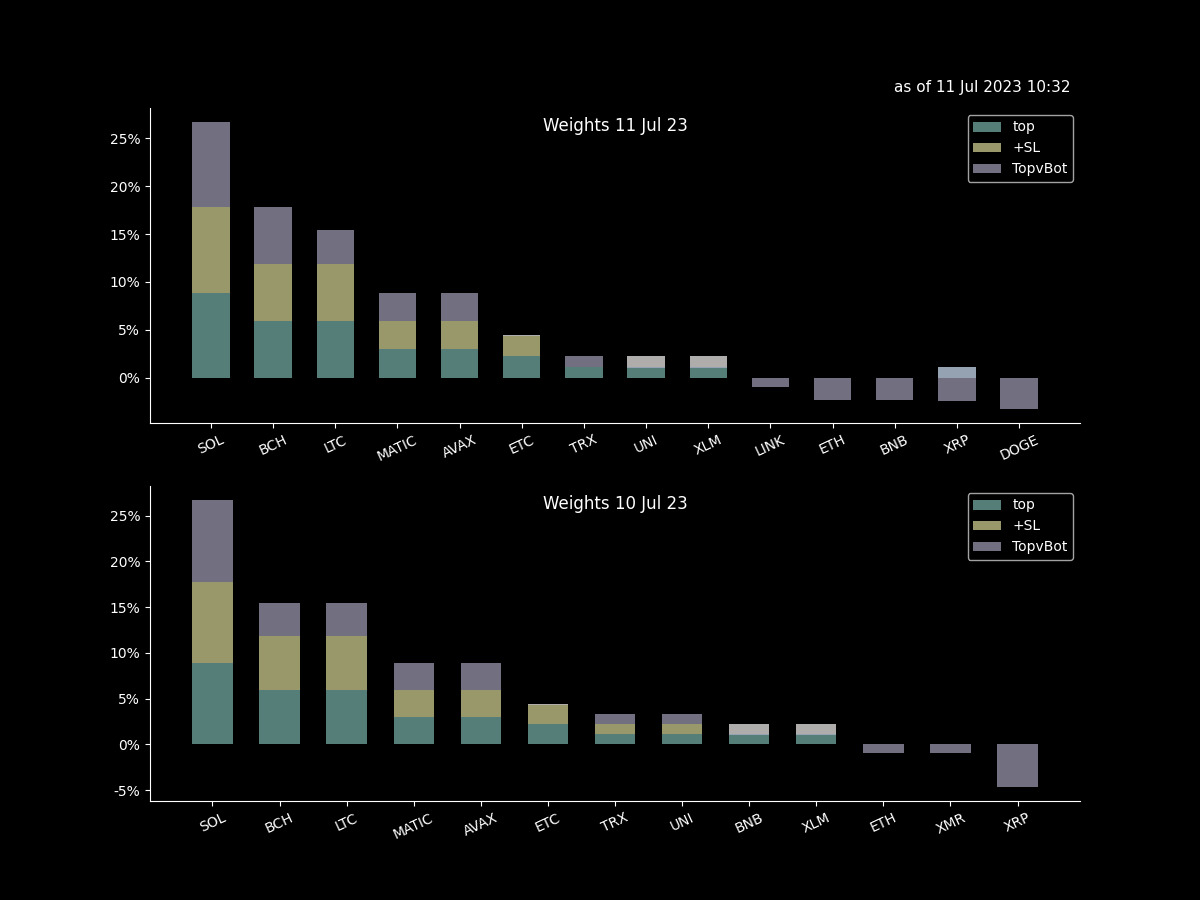 as of 11 Jul 2023 10:32
Weights 11 Jul 23
top
+SL
TopvBot
25%
20%
15%
10%
5%
0%
SOL BCH LTC MATIC AVAX ETC TRX UNI XLM LINK ETH BNB XRP DOGE
Weights 10 Jul 23
top
+SL
TopvBot
25%
20%
15%
10%
5%
0%
-5%
SOL BCH LTC MATIC AVAX ETC TRX UNI BNB XLM ETH XMR XRP